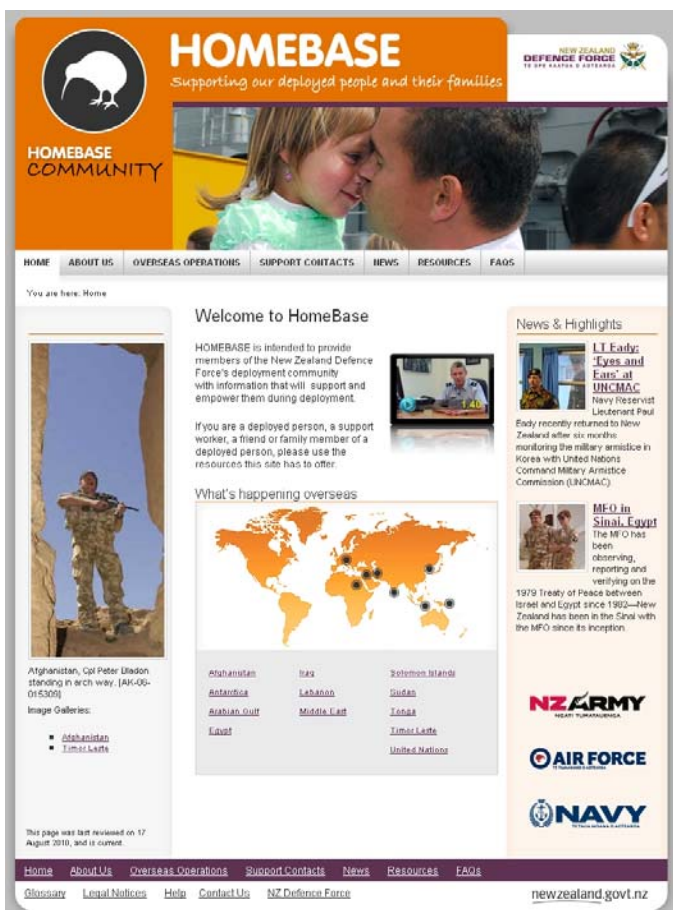 HOMEBASE
Supporting our deployed people and their families
NEW ZEALAND
DEFENCE FORCE
TE OPE KAATUA O AOTEAROA
HOMEBASE
COMMUNITY
HOME
ABOUT US
OVERSEAS OPERATIONS
SUPPORT CONTACTS
NEWS
RESOURCES
FAQS
You are here: Home
Afghanistan, Cpl Peter Bladon
standing in arch way. [AK-06-
015309]
Image Galleries:
Afghanistan
Timor Leste
This page was last reviewed on 17
August 2010, and is current.
Welcome to HomeBase
HOMEBASE is intended to provide
members of the New Zealand Defence
Force's deployment community
with information that will support and
empower them during deployment.
If you are a deployed person, a support
worker, a friend or family member of a
deployed person, please use the
resources this site has to offer.
1.40
What's happening overseas
Afghanistan
Antarctica
Arabian Gulf
Egypt
Iraq
Lebanon
Middle East
Solomon Islands
Sudan
Tonga
Timor Leste
United Nations
News & Highlights
LT Eady:
'Eyes and
Ears' at
UNCMAC
Navy Reservist
Lieutenant Paul
Eady recently returned to New
Zealand after six months
monitoring the military armistice in
Korea with United Nations
Command Military Armistice
Commission (UNCMAC)
MFO in
Sinai, Egypt
The MFO has
been
observing,
reporting and
verifying on the
1979 Treaty of Peace between
Israel and Egypt since 1982—New
Zealand has been in the Sinai with
the MFO since its inception.
NZARMY
NGATI TUMATAUENGA
AIR FORCE
NAVY
Home About Us Overseas Operations Support Contacts News Resources FAQs
Glossary Legal Notices Help Contact Us NZ Defence Force
newzealand.govt.nz